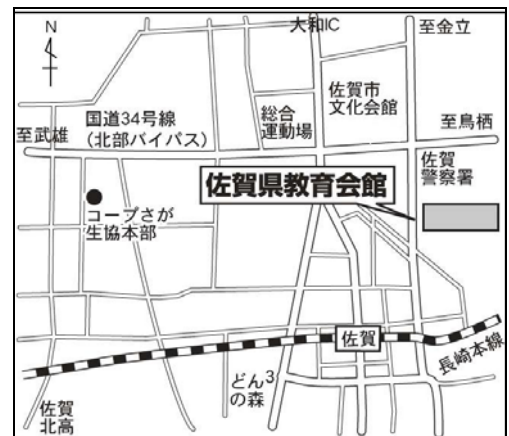 N
大和IC
至金立
佐賀市
文化会館
総合
運動場
国道34号線
(北部バイパス)
至武雄
至鳥栖
佐賀
警察署
佐賀県教育会館
コープさが
生協本部
佐賀
長崎本線
どん3
の森
佐賀
北高